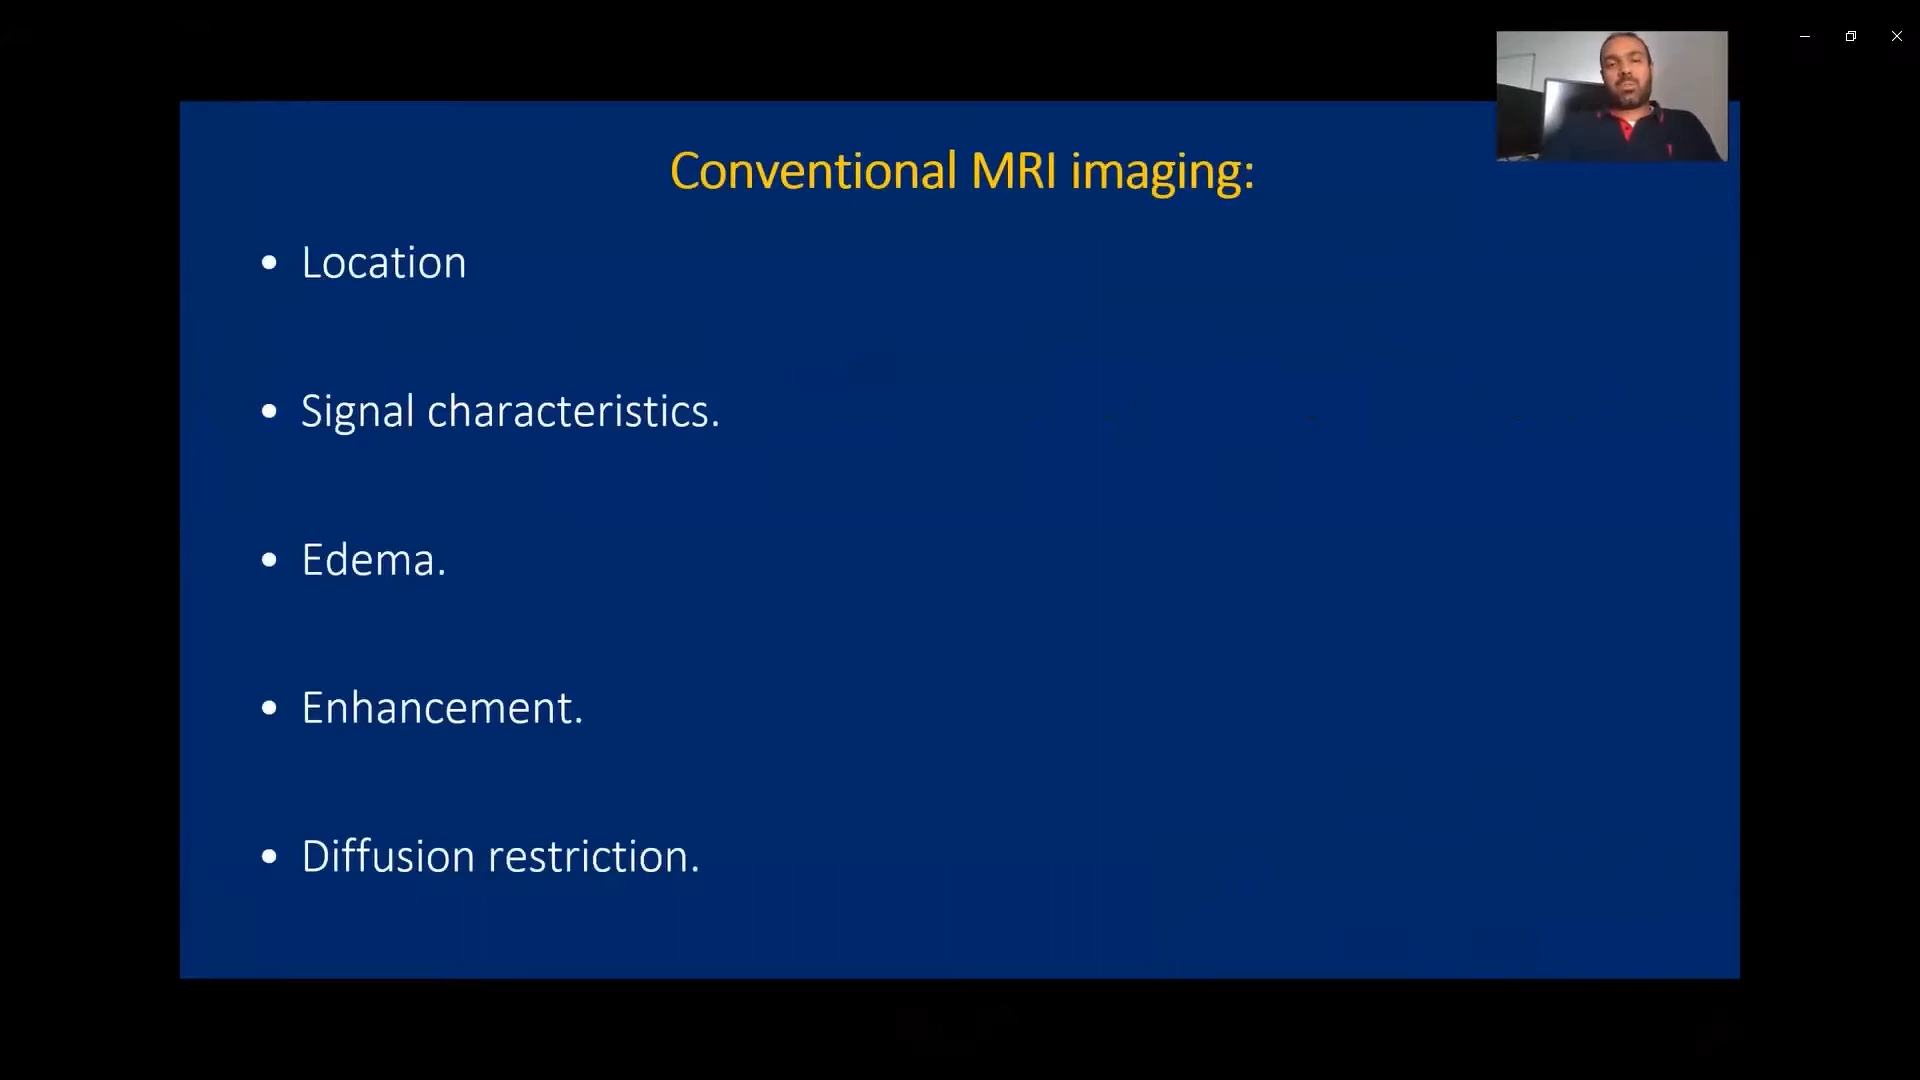 Conventional MRI imaging:
• Location
• Signal characteristics.
• Edema.
• Enhancement.
• Diffusion restriction.